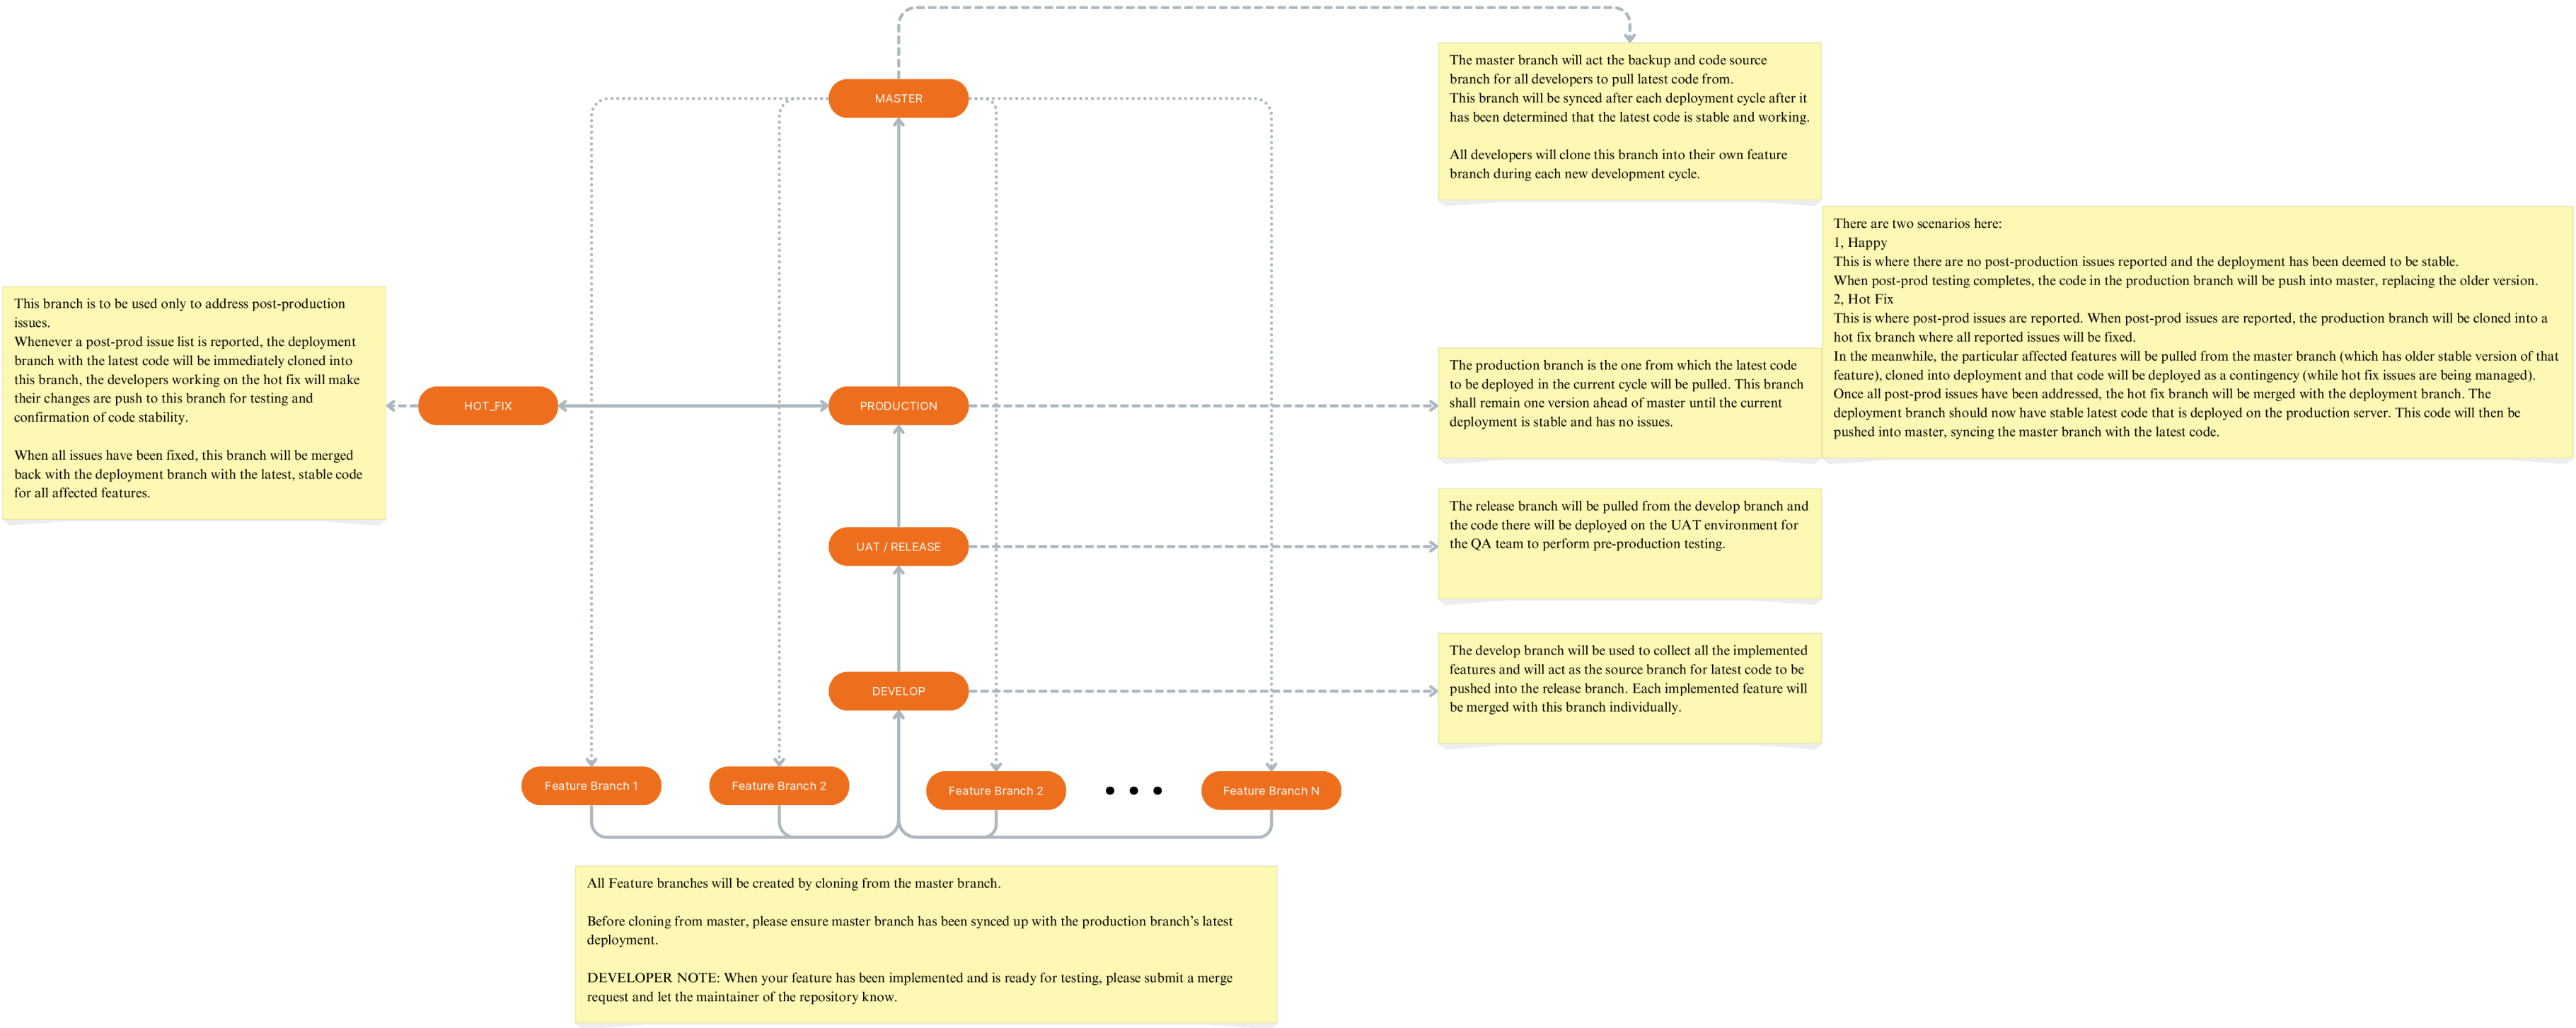 MASTER
The master branch will act the backup and code source
branch for all developers to pull latest code from.
This branch will be synced after each deployment cycle after it
has been determined that the latest code is stable and working.
All developers will clone this branch into their own feature
branch during each new development cycle.
There are two scenarios here:
1, Happy
This is where there are no post-production issues reported and the deployment has been deemed to be stable.
When post-prod testing completes, the code in the production branch will be push into master, replacing the older version.
2, Hot Fix
This is where post-prod issues are reported. When post-prod issues are reported, the production branch will be cloned into a
hot fix branch where all reported issues will be fixed.
In the meanwhile, the particular affected features will be pulled from the master branch (which has older stable version of that
feature), cloned into deployment and that code will be deployed as a contingency (while hot fix issues are being managed).
Once all post-prod issues have been addressed, the hot fix branch will be merged with the deployment branch. The
deployment branch should now have stable latest code that is deployed on the production server. This code will then be
pushed into master, syncing the master branch with the latest code.
This branch is to be used only to address post-production
issues.
Whenever a post-prod issue list is reported, the deployment
branch with the latest code will be immediately cloned into
this branch, the developers working on the hot fix will make
their changes are push to this branch for testing and
confirmation of code stability.
When all issues have been fixed, this branch will be merged
back with the deployment branch with the latest, stable code
for all affected features.
HOT_FIX
PRODUCTION
The production branch is the one from which the latest code
to be deployed in the current cycle will be pulled. This branch
shall remain one version ahead of master until the current
deployment is stable and has no issues.
UAT / RELEASE
The release branch will be pulled from the develop branch and
the code there will be deployed on the UAT environment for
the QA team to perform pre-production testing.
DEVELOP
The develop branch will be used to collect all the implemented
features and will act as the source branch for latest code to be
pushed into the release branch. Each implemented feature will
be merged with this branch individually.
Feature Branch 1
Feature Branch 2
Feature Branch 2
Feature Branch N
All Feature branches will be created by cloning from the master branch.
Before cloning from master, please ensure master branch has been synced up with the production branch’s latest
deployment.
DEVELOPER NOTE: When your feature has been implemented and is ready for testing, please submit a merge
request and let the maintainer of the repository know.